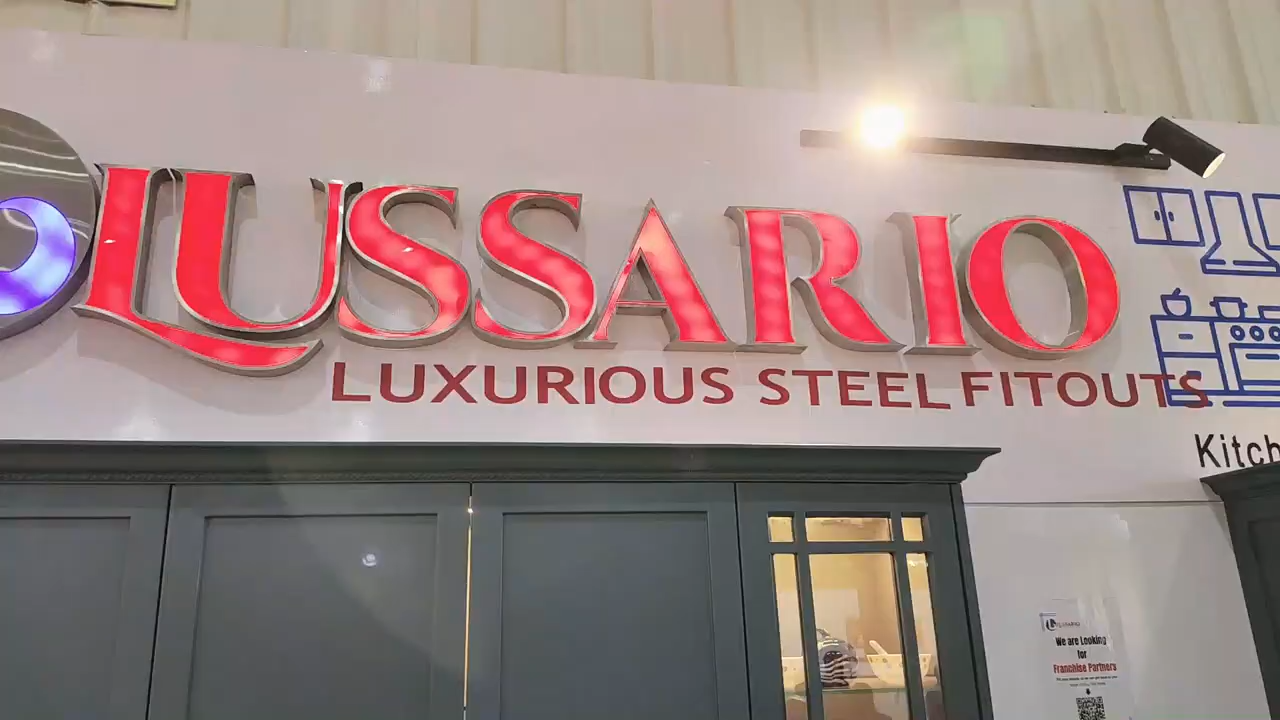 LUSSARIO
LUXURIOUS STEEL FITOUTS
Kitch
We are Looking
for
Franchise Partners